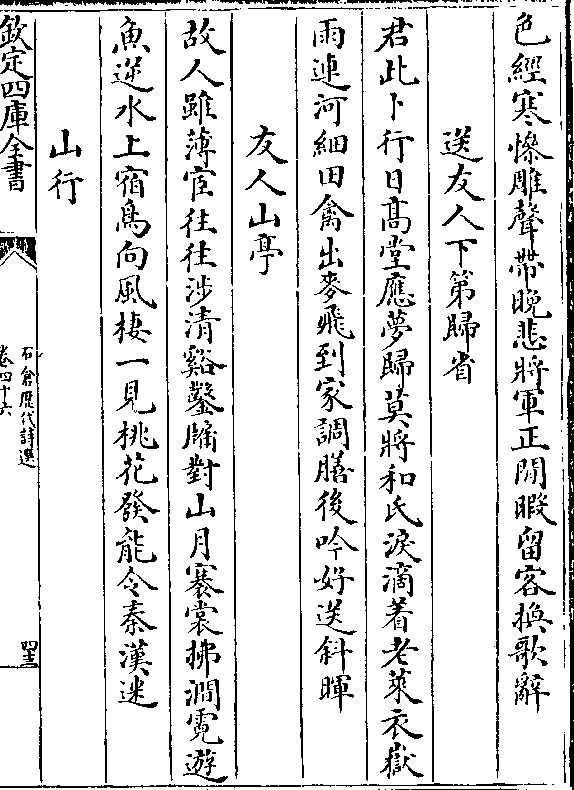 色經寒慘雕聲帶晚悲將軍正閒暇留客換歌辭
送友人下第歸省
君此卜行日高堂應夢歸莫將和氏淚滴着老萊衣嶽
雨連河細田禽出麥飛到家調膳後吟好送斜暉
友人山亭
故人雖薄宦往往涉清谿鑿牖對山月褰裳拂澗霓遊
魚逆水上宿鳥向風棲一見桃花發能令秦漢迷
山行
欽定四庫全書
石倉歷代詩選
卷四十六